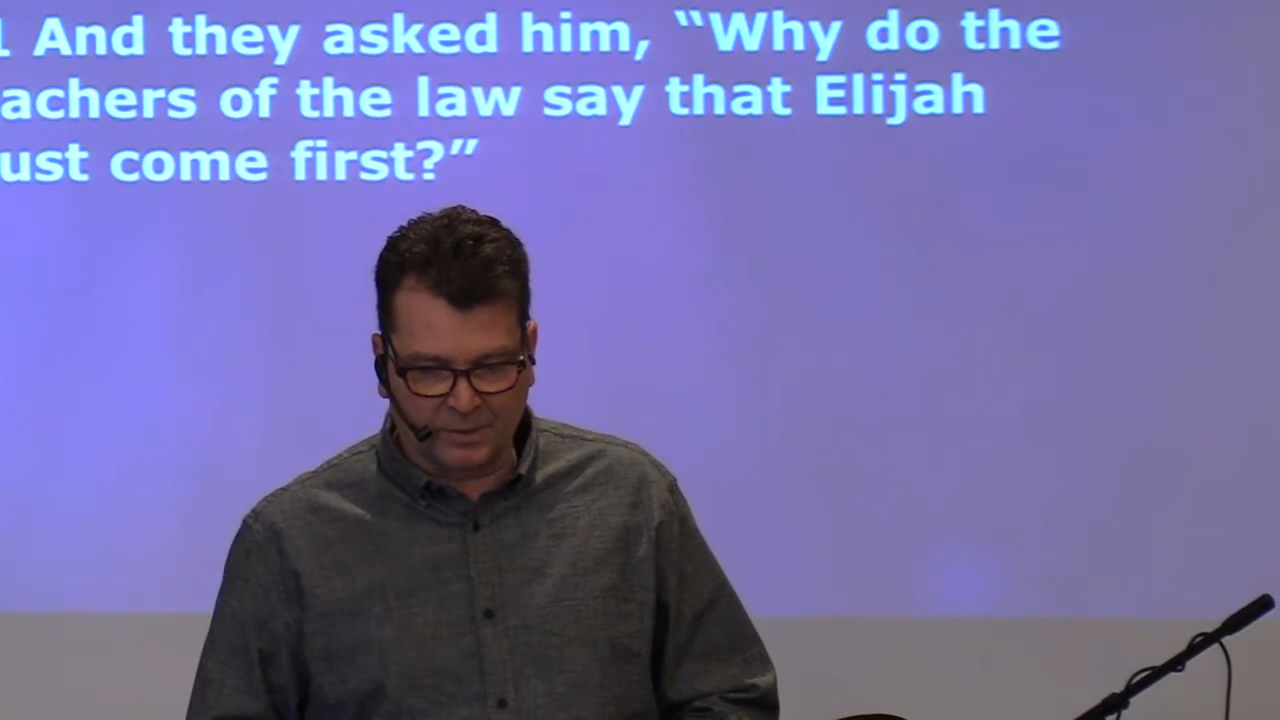 1 And they asked him, “Why do the
achers of the law say that Elijah
ust come first?”